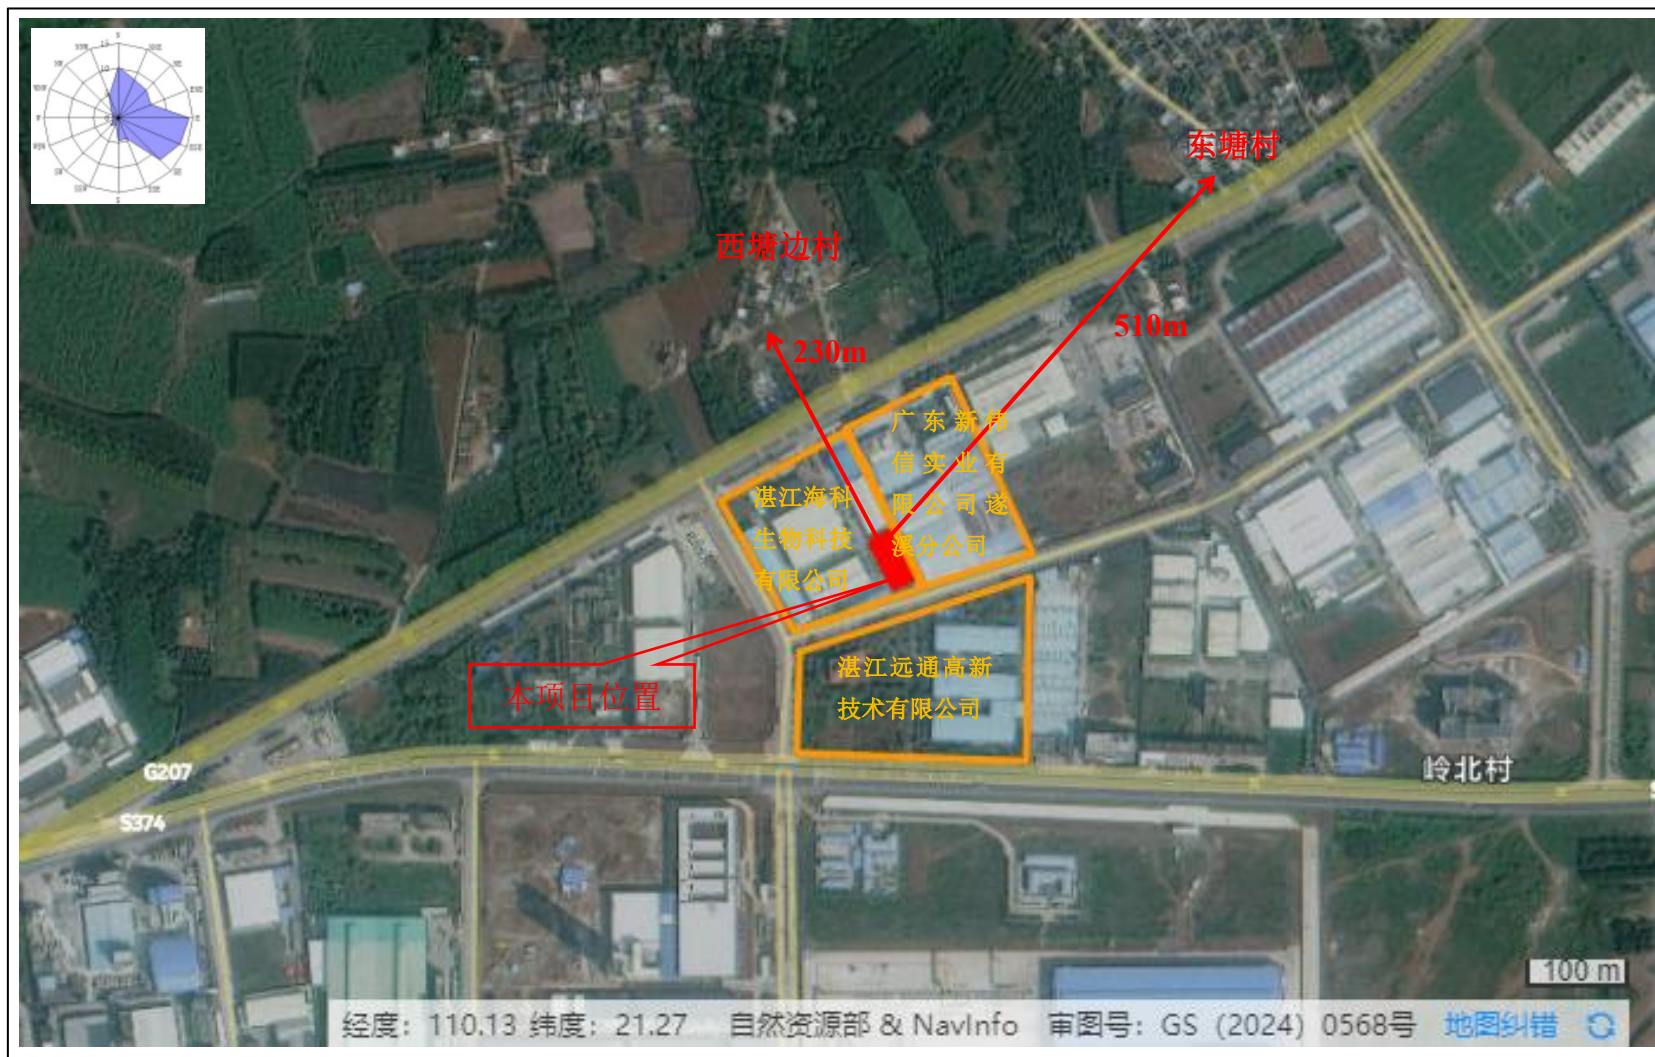 15
10
东塘村
西塘边村
510m
230m
广东新伟
信实业有
限公司遂
溪分公司
湛江海科
生物科技
有限公司
湛江远通高新
技术有限公司
本项目位置
岭北村
G207
S374
100 m
经度：110.13 纬度：21.27 自然资源部 & NavInfo 审图号：GS（2024）0568号 地图纠错